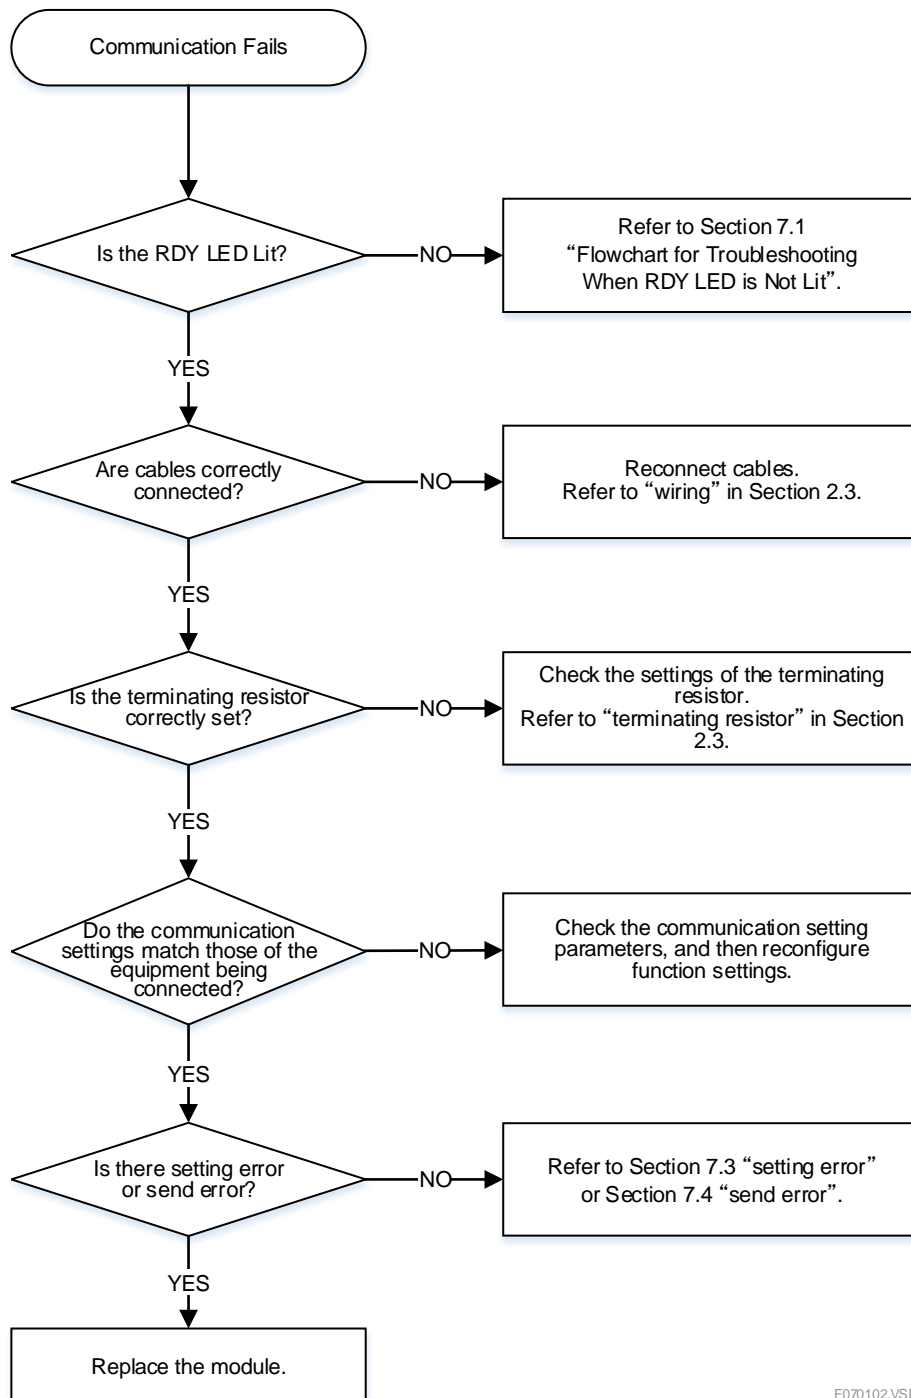 Communication Fails
Is the RDY LED Lit?
NO
Refer to Section 7.1
“Flowchart for Troubleshooting
When RDY LED is Not Lit”.
YES
Are cables correctly
connected?
NO
Reconnect cables.
Refer to “wiring” in Section 2.3.
YES
Is the terminating resistor
correctly set?
NO
Check the settings of the terminating
resistor.
Refer to “terminating resistor” in Section
2.3.
YES
Do the communication
settings match those of the
equipment being
connected?
NO
Check the communication setting
parameters, and then reconfigure
function settings.
YES
Is there setting error
or send error?
NO
Refer to Section 7.3 “setting error”
or Section 7.4 “send error”.
YES
Replace the module.